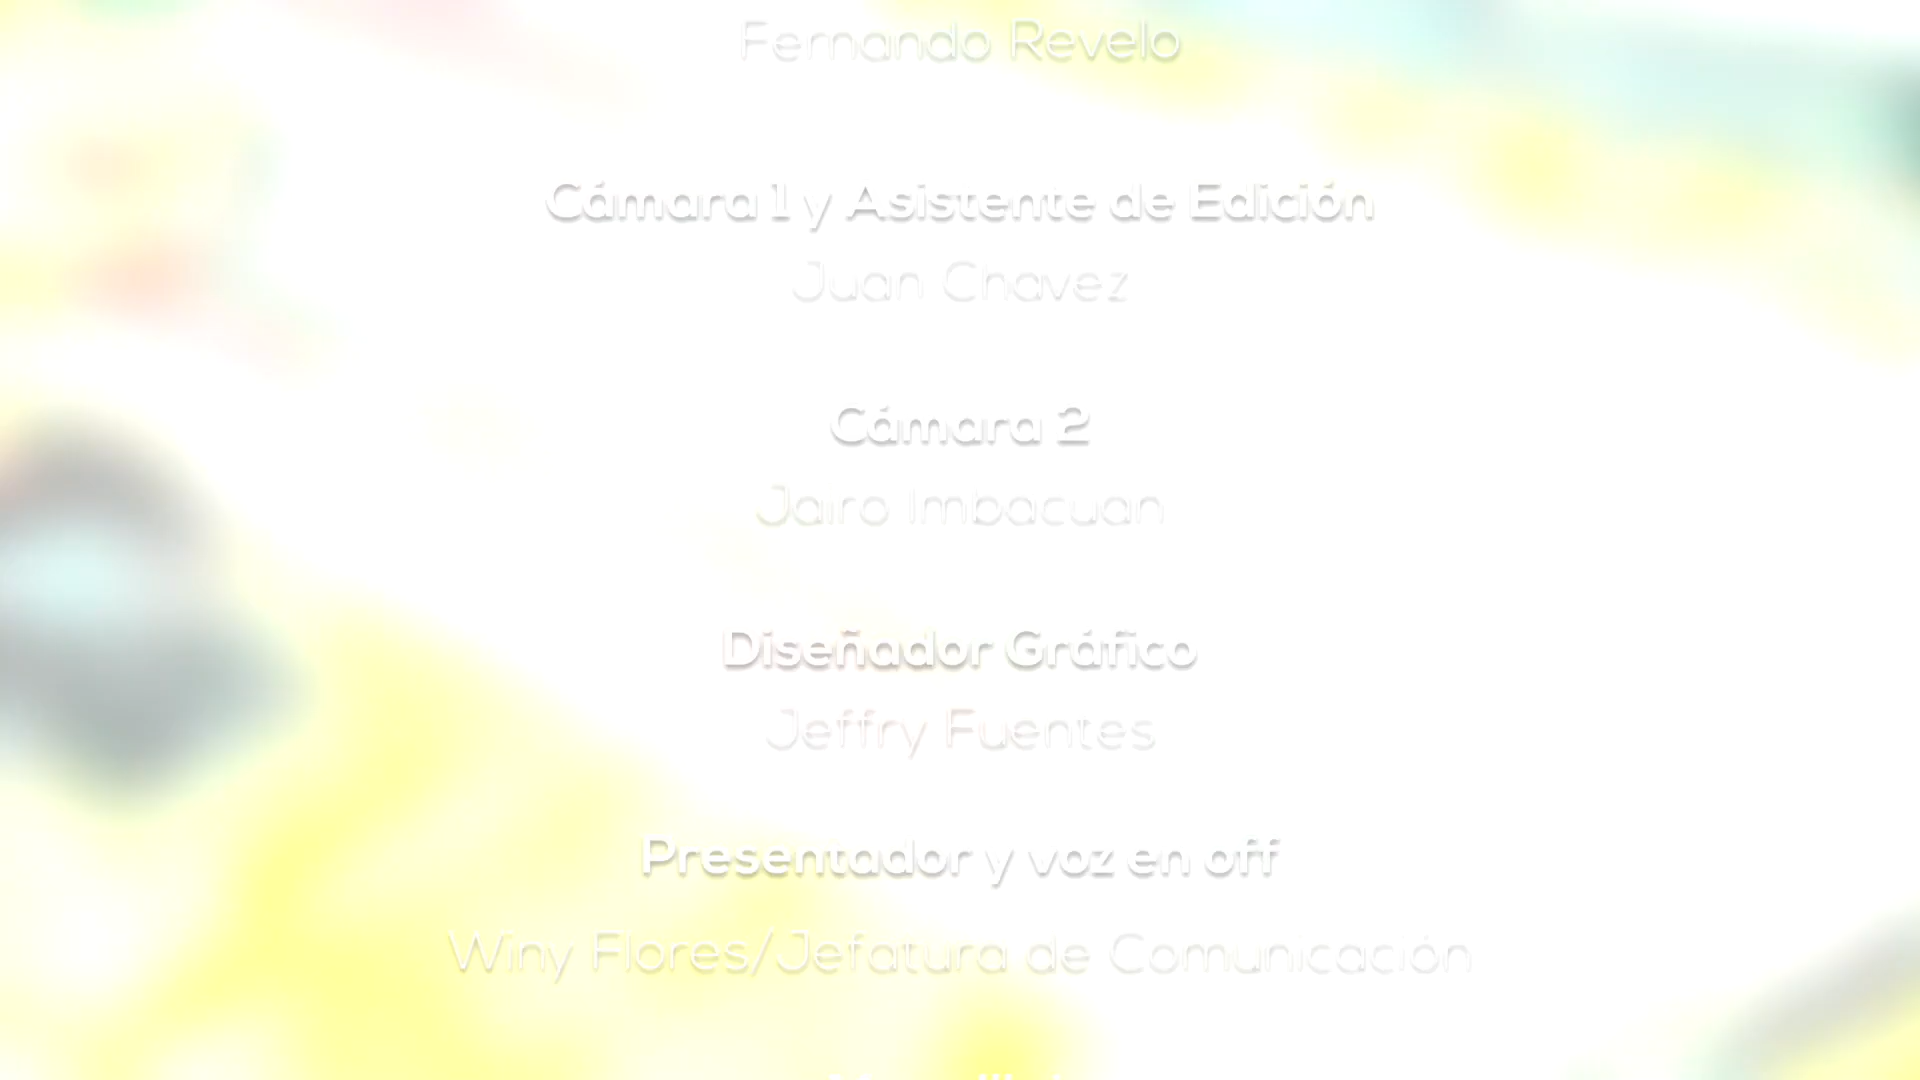 Fernando Revelo
Cámara 1 y Asistente de Edición
Juan Chavez
Cámara 2
Jairo Imbacuan
Diseñador Gráfico
Jeffry Fuentes
Presentador y voz en off
Winy Flores/Jefatura de Comunicación